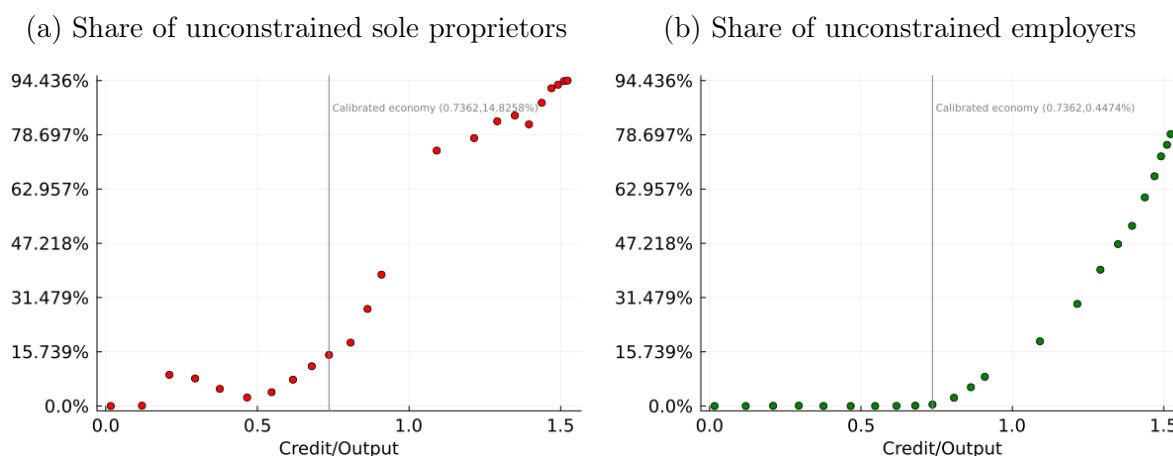 (a) Share of unconstrained sole proprietors
94.436%
78.697%
62.957%
47.218%
31.479%
15.739%
0.0%
Calibrated economy (0.7362,14.8258%)
0.0 0.5 1.0 1.5
Credit/Output
(b) Share of unconstrained employers
94.436%
78.697%
62.957%
47.218%
31.479%
15.739%
0.0%
Calibrated economy (0.7362,0.4474%)
0.0 0.5 1.0 1.5
Credit/Output